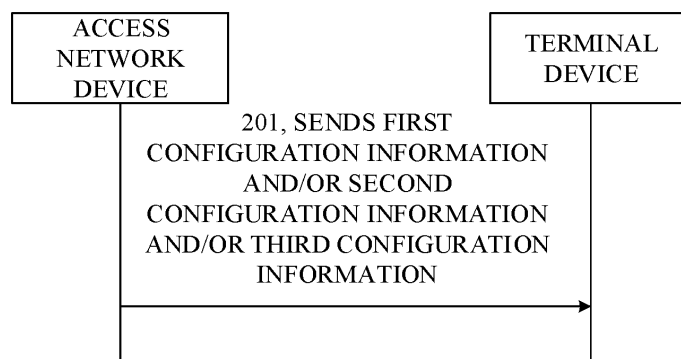 ACCESS
NETWORK
DEVICE
TERMINAL
DEVICE
201, SENDS FIRST
CONFIGURATION INFORMATION
AND/OR SECOND
CONFIGURATION INFORMATION
AND/OR THIRD CONFIGURATION
INFORMATION